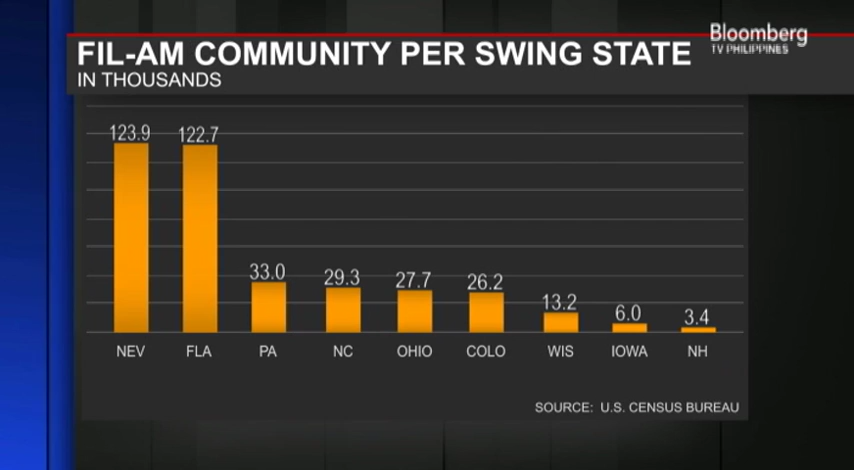 Bloomberg
TV PHILIPPINES
FIL-AM COMMUNITY PER SWING STATE
IN THOUSANDS
123.9 122.7 33.0 29.3 27.7 26.2 13.2 6.0 3.4
NEV FLA PA NC OHIO COLO WIS IOWA NH
SOURCE: U.S. CENSUS BUREAU